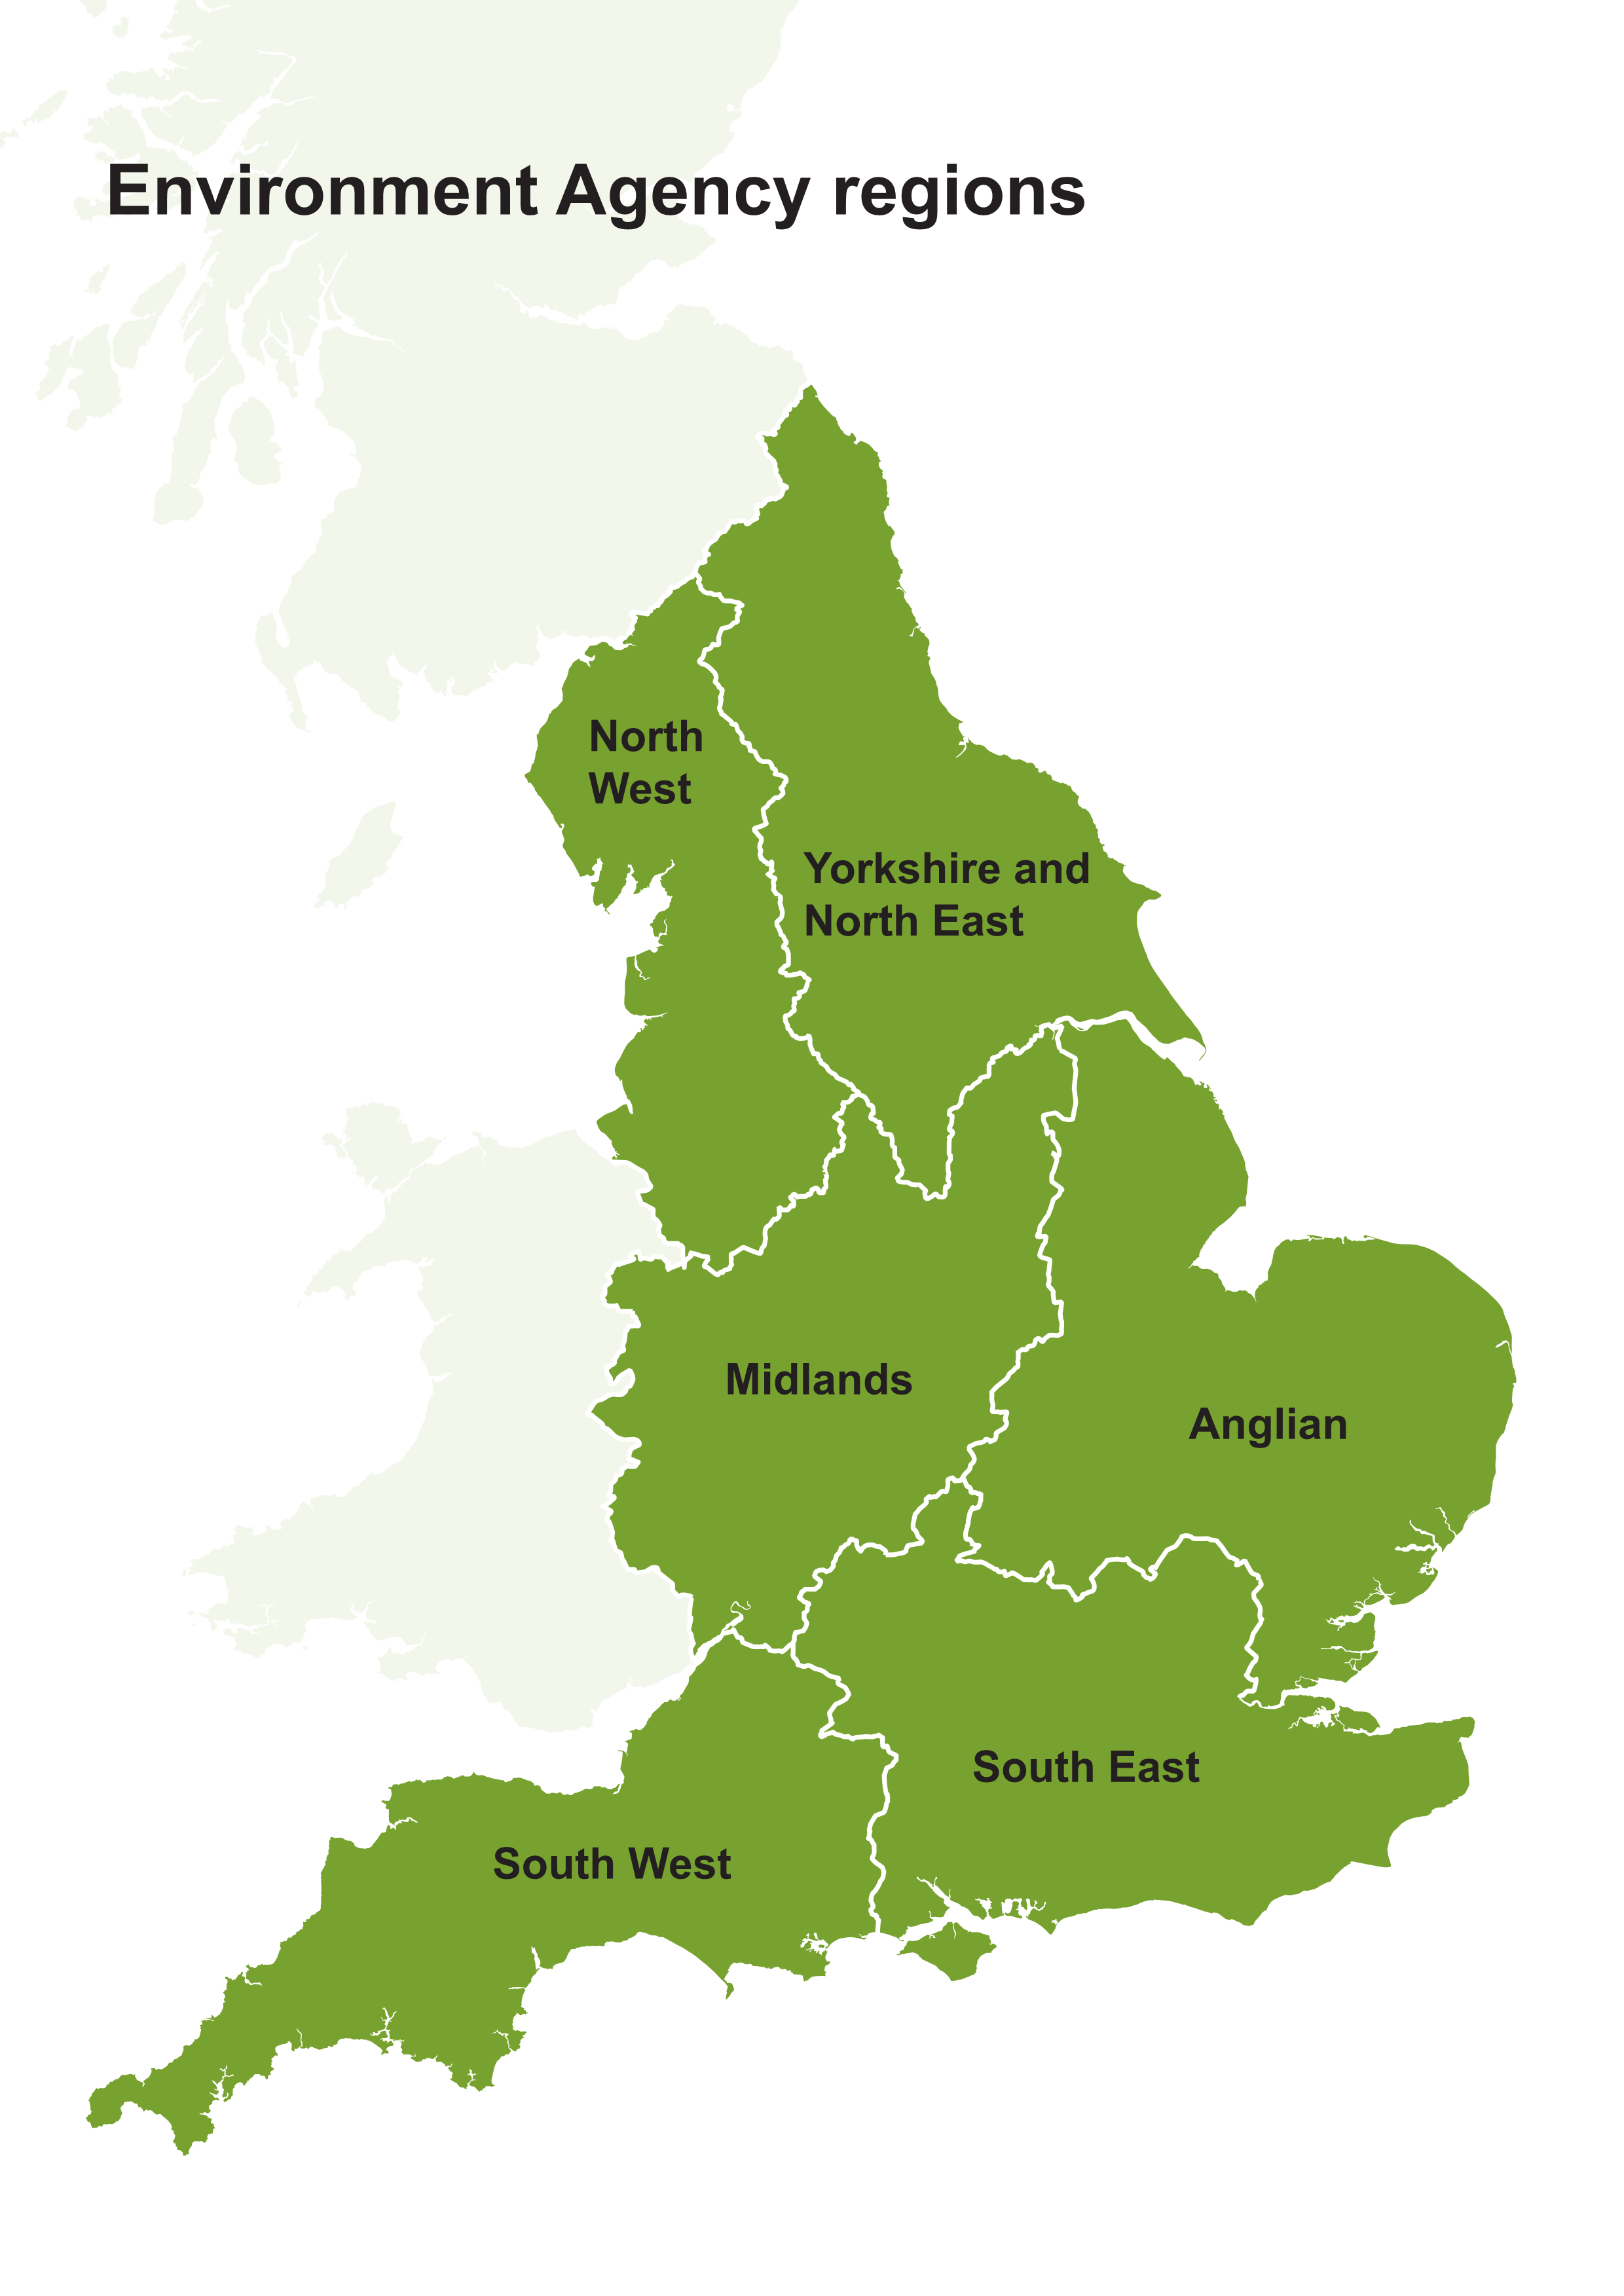 Environment Agency regions
North
West
Yorkshire and
North East
Midlands
Anglian
South East
South West